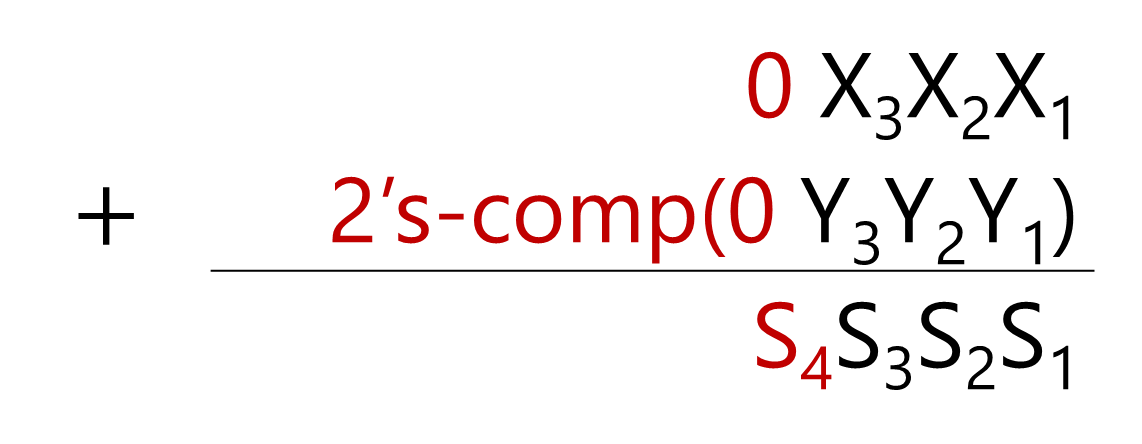 0 X₃X₂X₁
+ 2’s-comp(0 Y₃Y₂Y₁)
S₄S₃S₂S₁